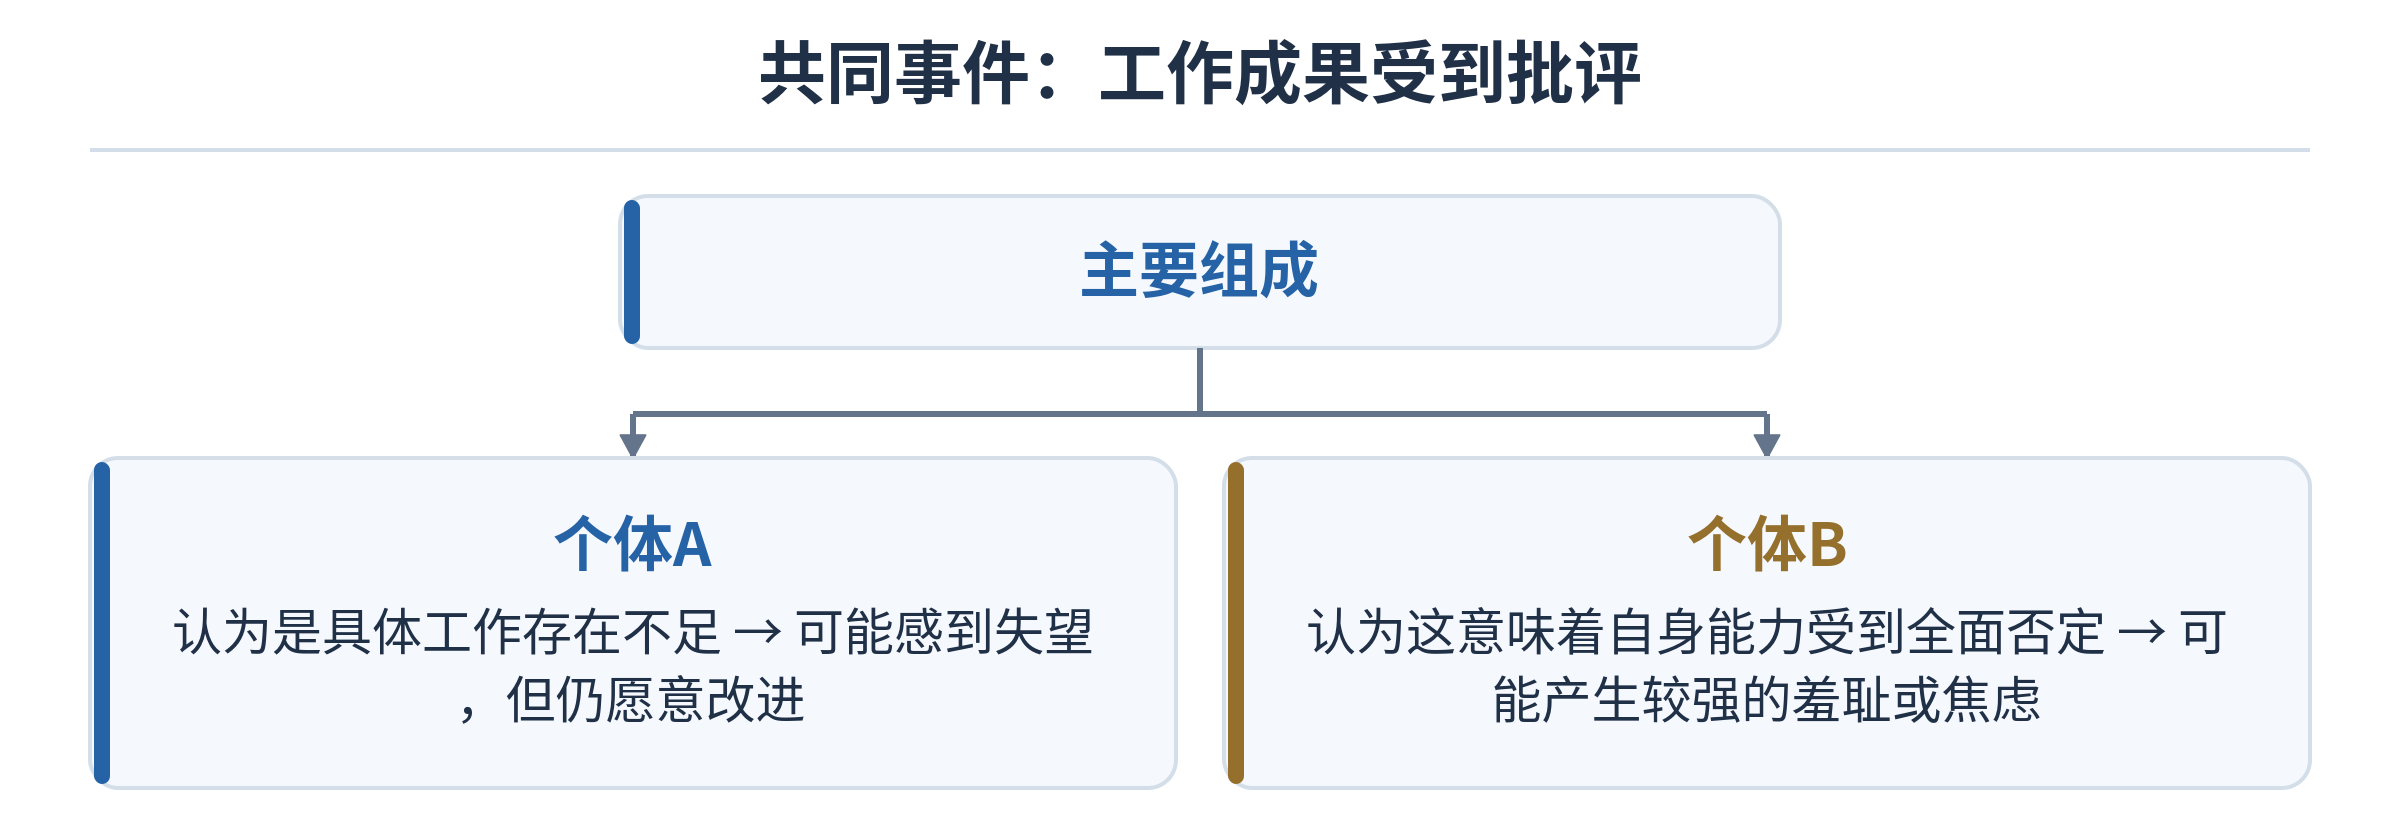 共同事件：工作成果受到批评
主要组成
个体A
认为是具体工作存在不足 → 可能感到失望
，但仍愿意改进
个体B
认为这意味着自身能力受到全面否定 → 可
能产生较强的羞耻或焦虑